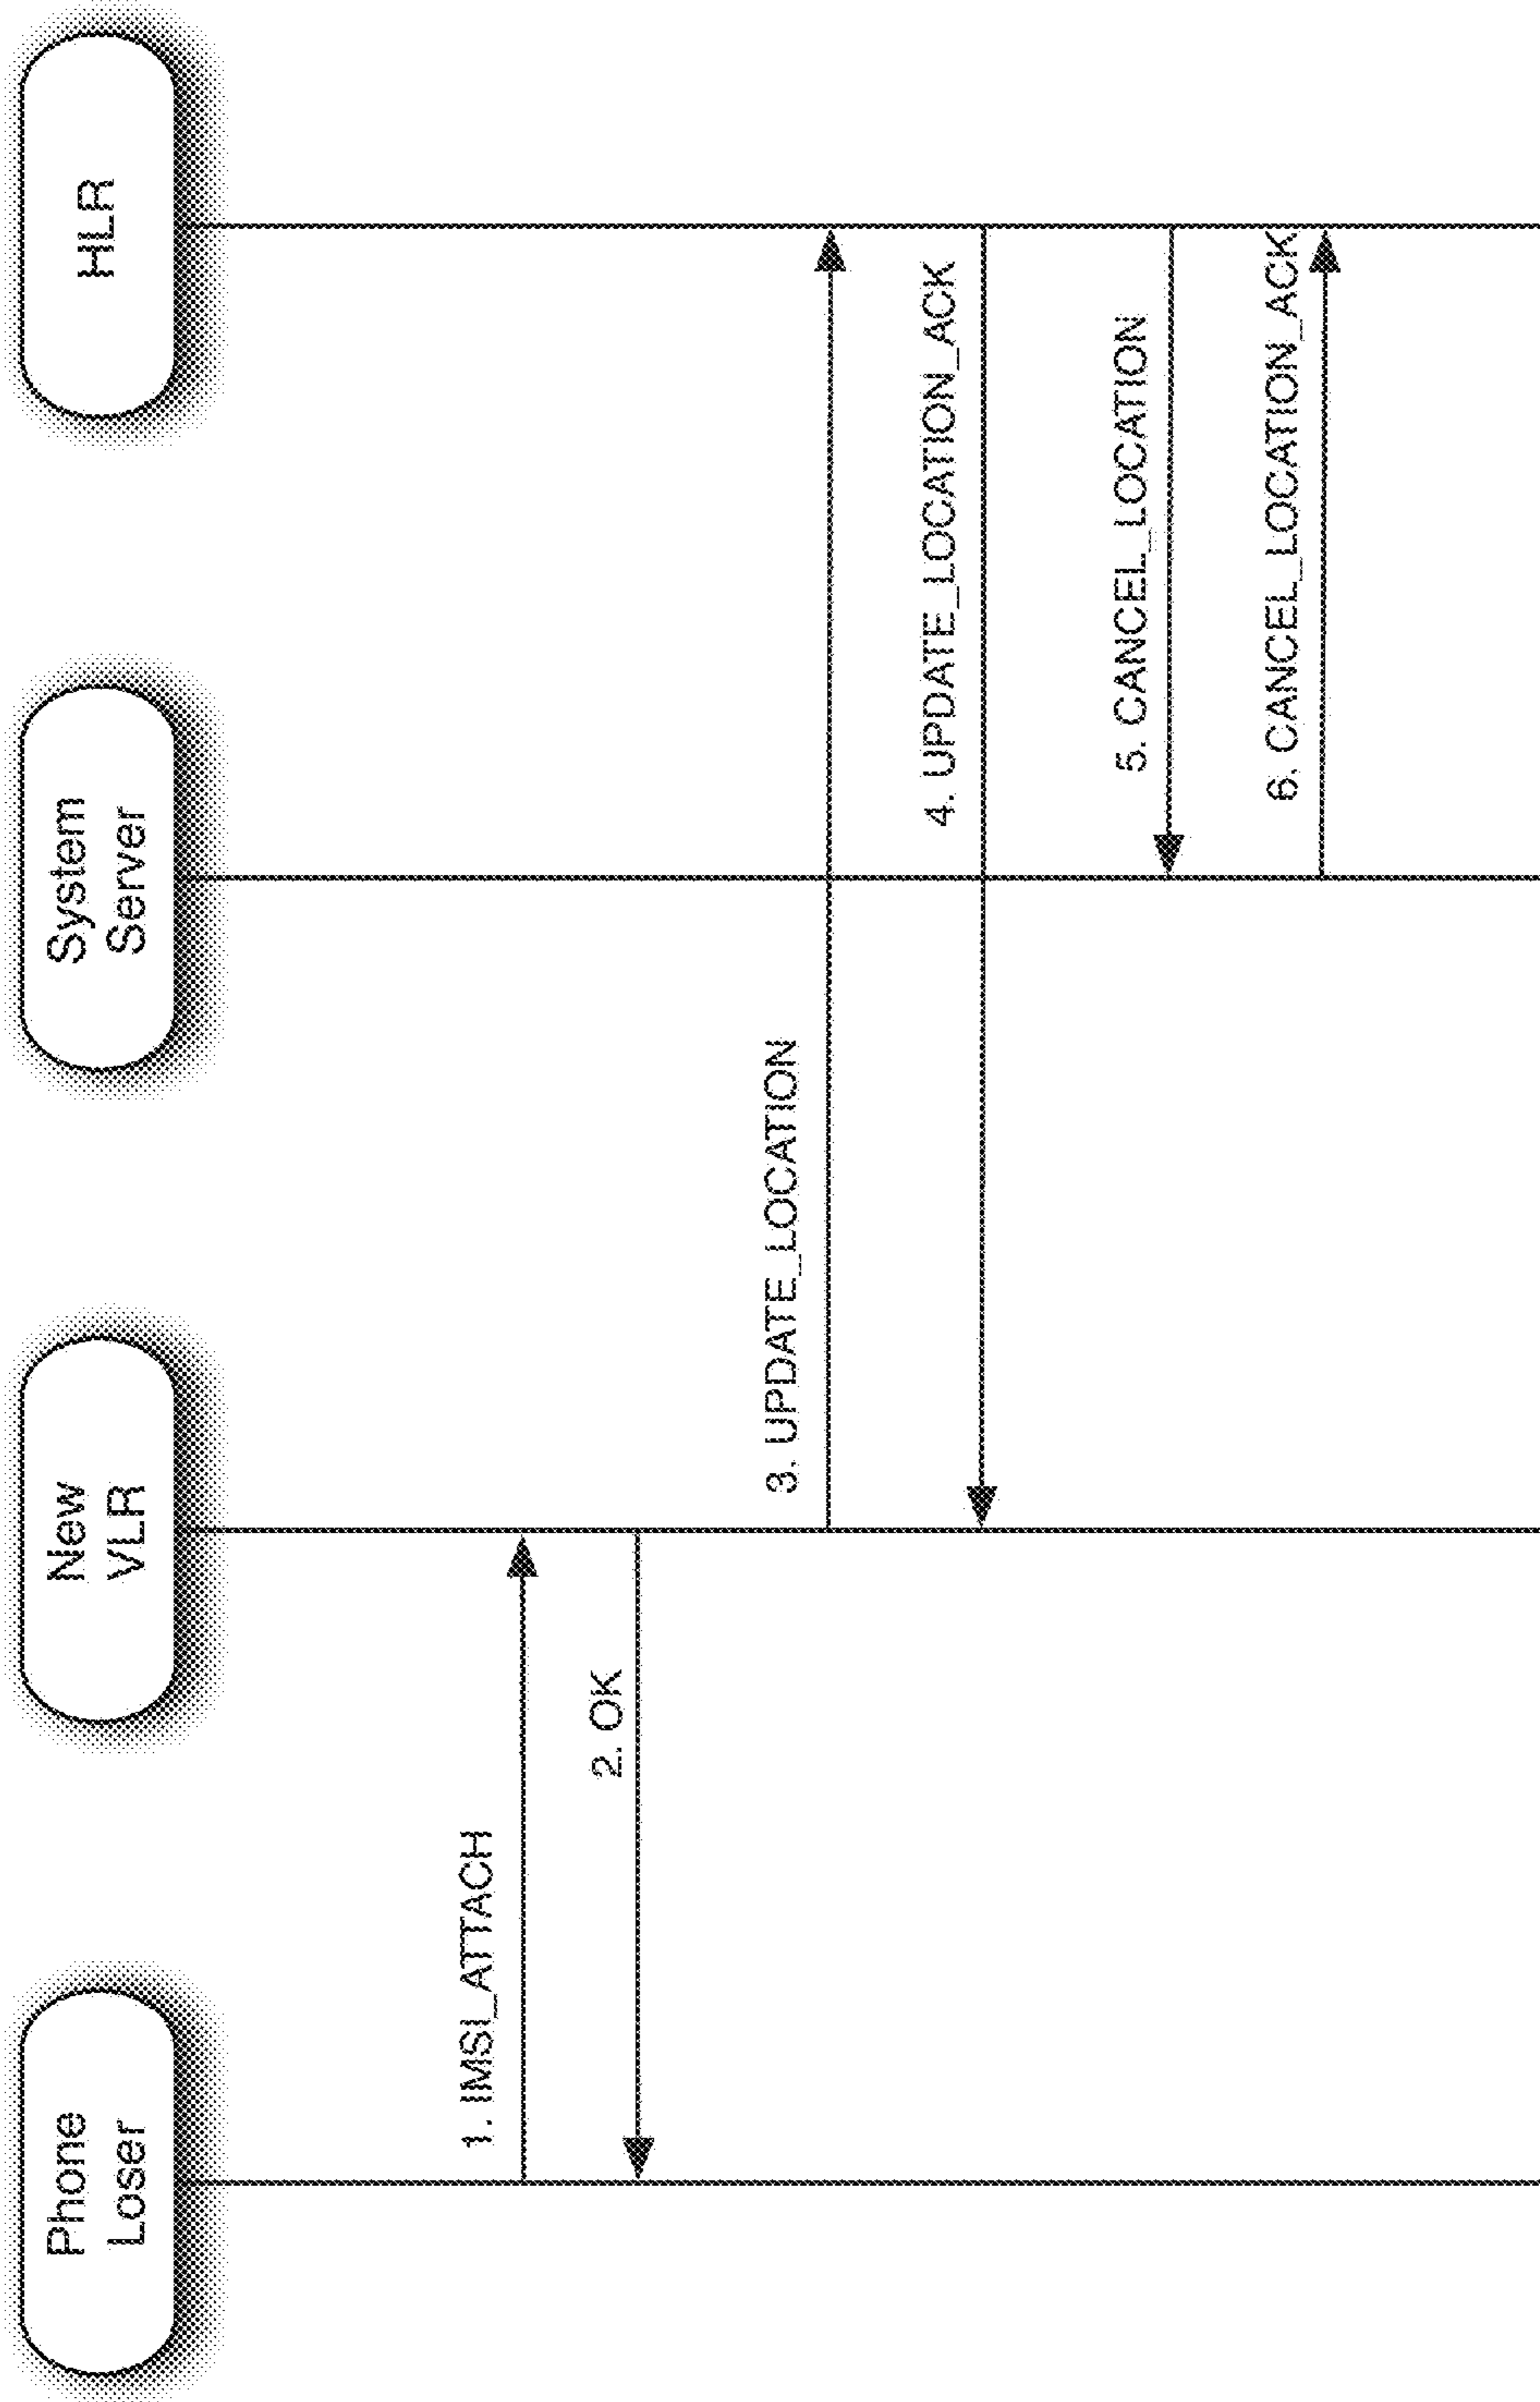 Phone
Loser
New
VLR
System
Server
HLR
1. IMSI_ATTACH
2. OK
3. UPDATE_LOCATION
4. UPDATE_LOCATION_ACK
5. CANCEL_LOCATION
6. CANCEL_LOCATION_ACK